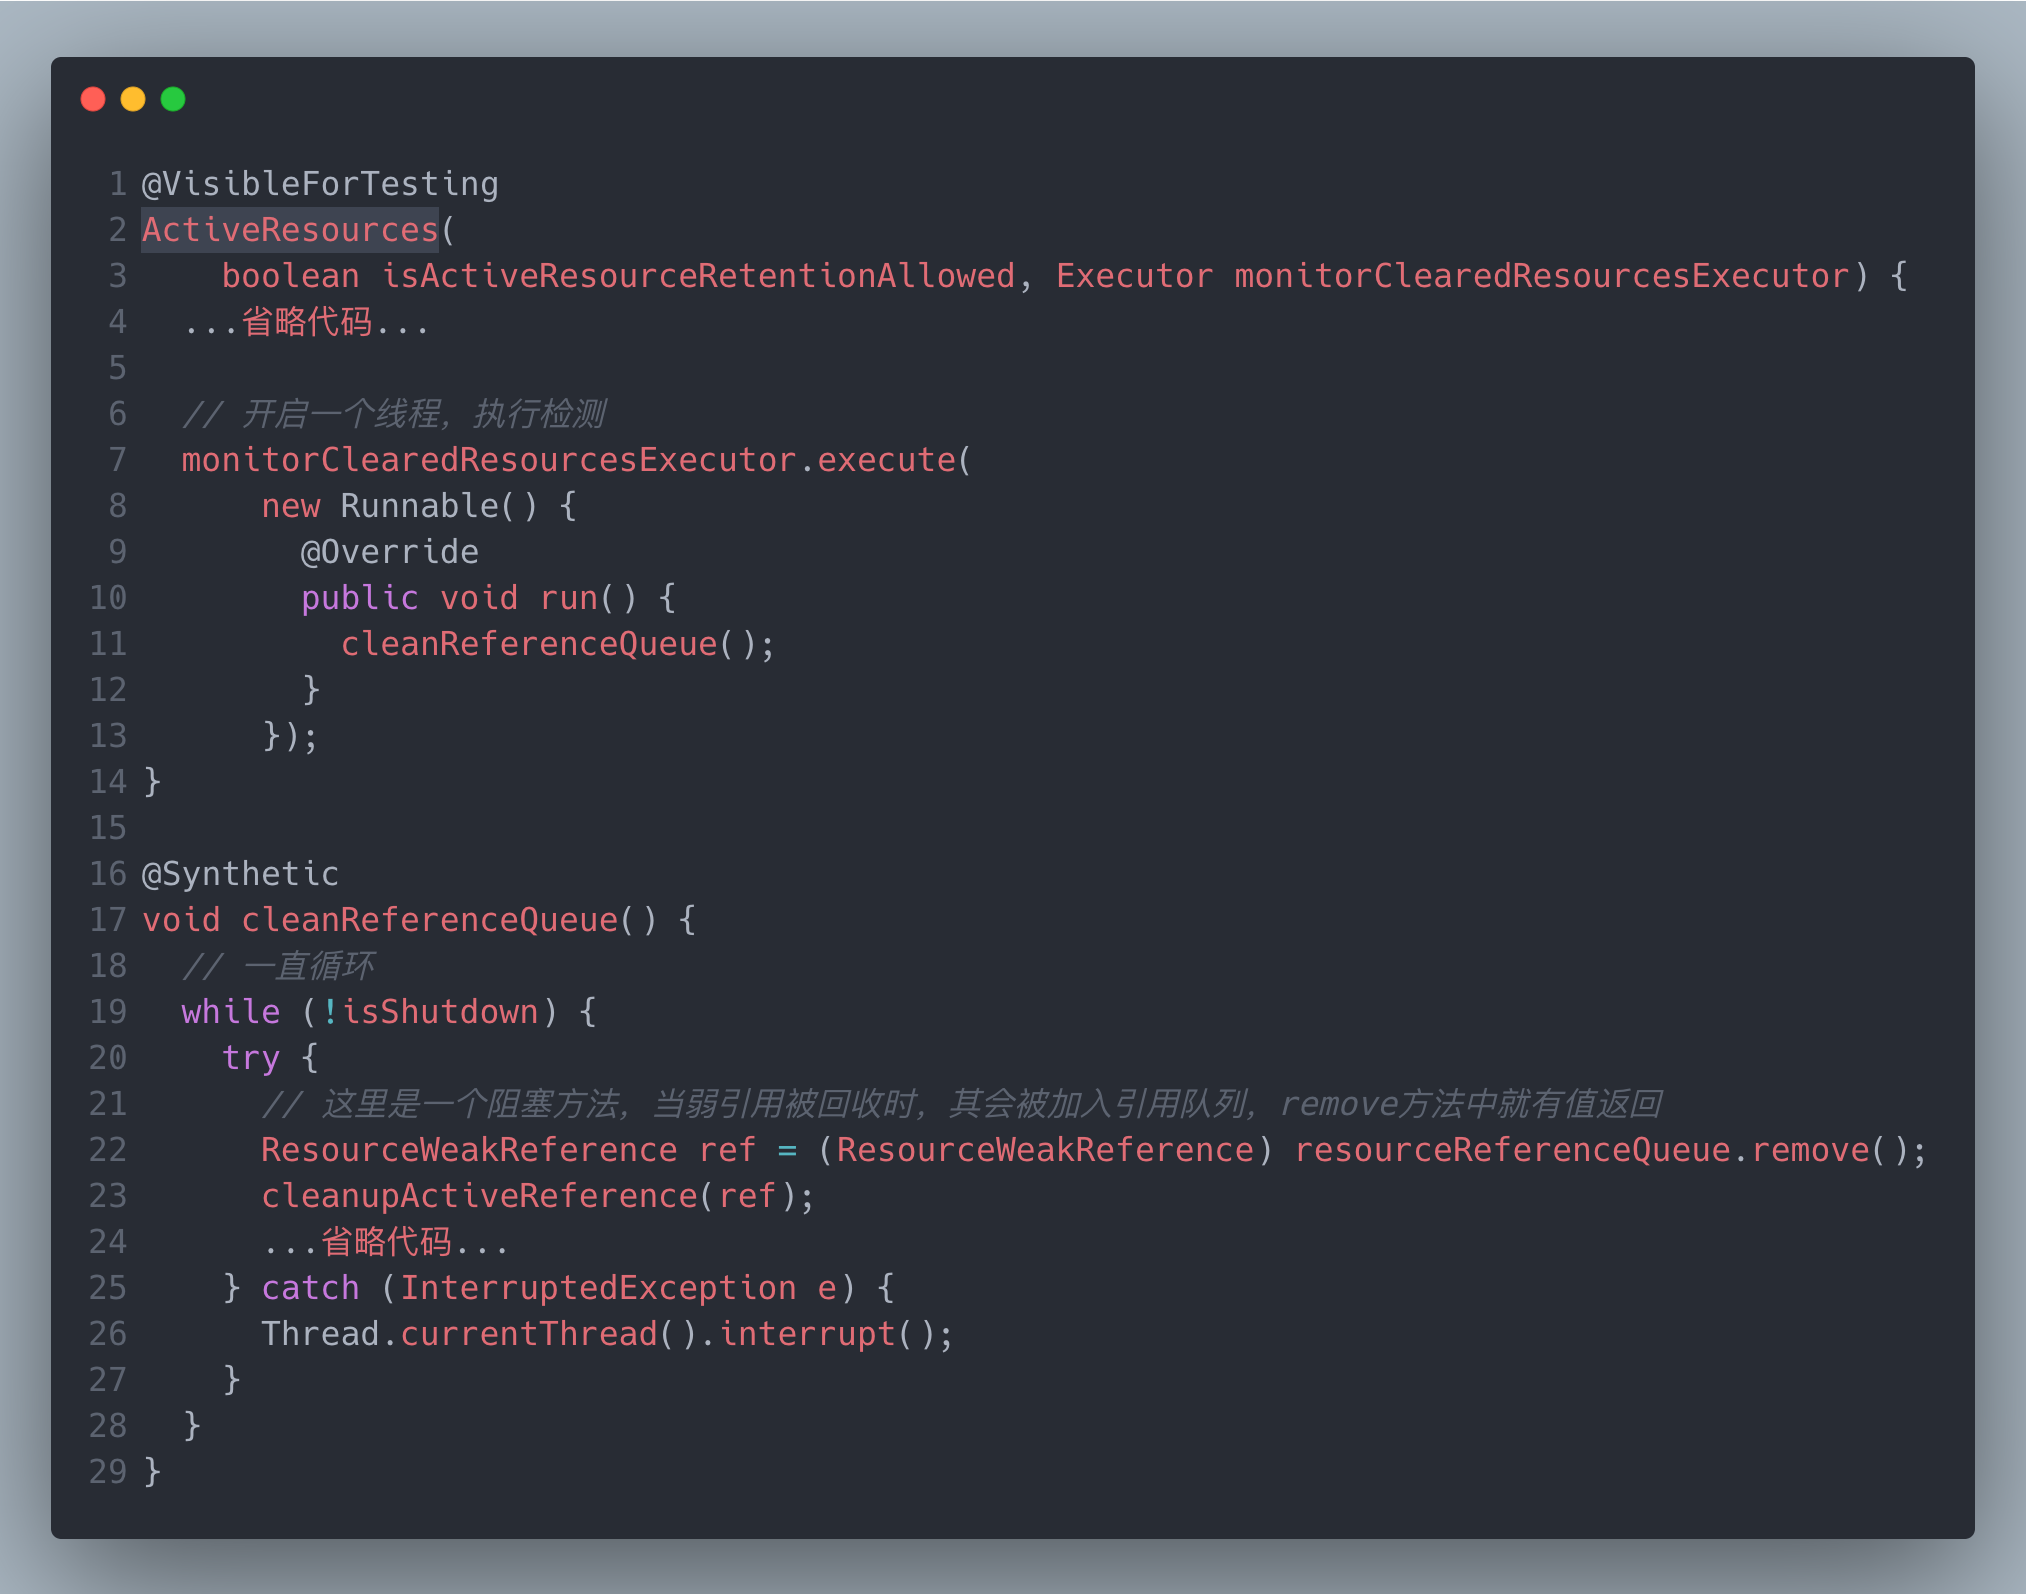 1 @VisibleForTesting
2 ActiveResources(
3     boolean isActiveResourceRetentionAllowed, Executor monitorClearedResourcesExecutor) {
4   ...省略代码...
5
6   // 开启一个线程，执行检测
7   monitorClearedResourcesExecutor.execute(
8       new Runnable() {
9         @Override
10         public void run() {
11           cleanReferenceQueue();
12         }
13       });
14 }
15
16 @Synthetic
17 void cleanReferenceQueue() {
18   // 一直循环
19   while (!isShutdown) {
20     try {
21       // 这里是一个阻塞方法，当弱引用被回收时，其会被加入引用队列，remove方法中就有值返回
22       ResourceWeakReference ref = (ResourceWeakReference) resourceReferenceQueue.remove();
23       cleanupActiveReference(ref);
24       ...省略代码...
25     } catch (InterruptedException e) {
26       Thread.currentThread().interrupt();
27     }
28   }
29 }